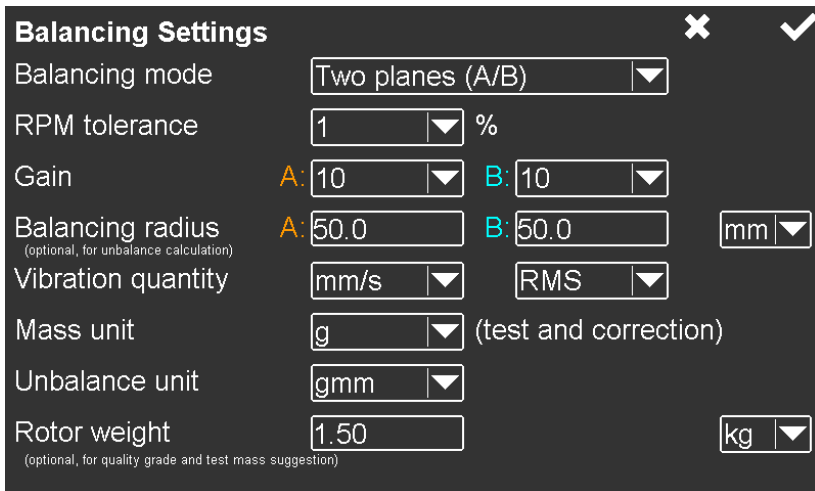 Balancing Settings
Balancing mode Two planes (A/B)
RPM tolerance 1 %
Gain A: 10 B: 10
Balancing radius A: 50.0 B: 50.0 mm
(optional, for unbalance calculation)
Vibration quantity mm/s RMS
Mass unit g (test and correction)
Unbalance unit gmm
Rotor weight 1.50 kg
(optional, for quality grade and test mass suggestion)